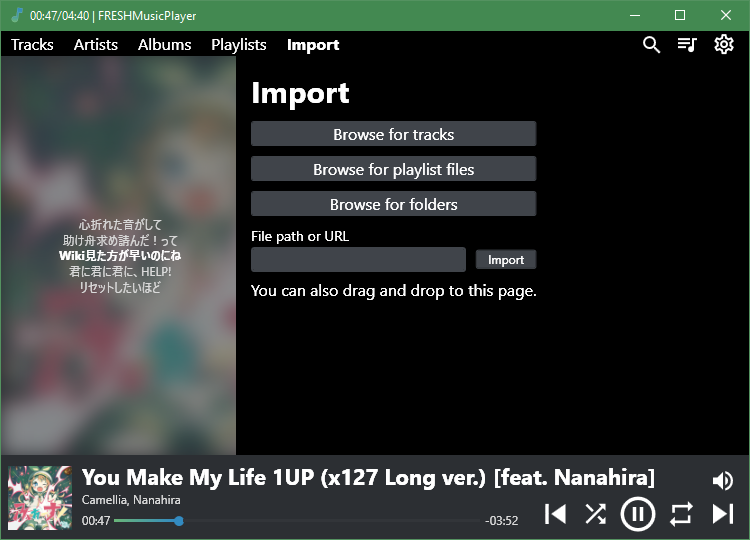 00:47/04:40 | FRESHMusicPlayer
Tracks Artists Albums Playlists Import
心折れた音がして
助け舟求め請んだ！って
Wiki見た方が早いのにね
君に君に君に、HELP!
リセットしたいほど
Import
Browse for tracks
Browse for playlist files
Browse for folders
File path or URL
Import
You can also drag and drop to this page.
You Make My Life 1UP (x127 Long ver.) [feat. Nanahira]
Camellia, Nanahira
00:47 -03:52